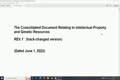 The Consolidated Document Relating to Intellectual Property
and Genetic Resources
REV.1 (track-changed version)
(Dated June 1, 2022)